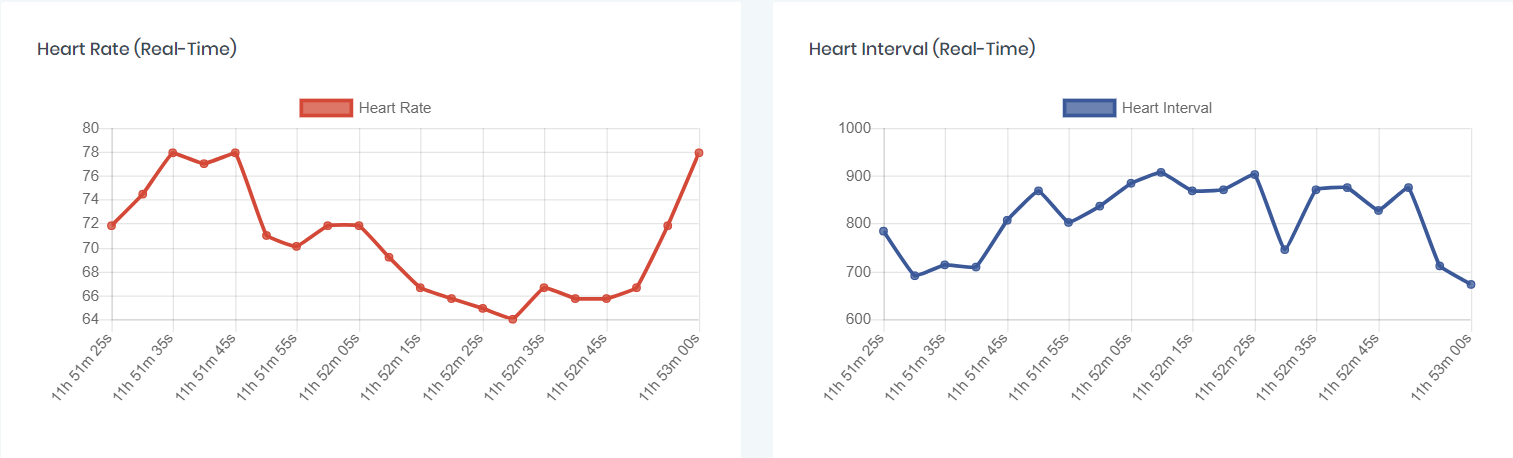 Heart Rate (Real-Time)
Heart Rate
80
78
76
74
72
70
68
66
64
11h 51m 25s
11h 51m 35s
11h 51m 45s
11h 51m 55s
11h 52m 05s
11h 52m 15s
11h 52m 25s
11h 52m 35s
11h 52m 45s
11h 53m 00s
Heart Interval (Real-Time)
Heart Interval
1000
900
800
700
600
11h 51m 25s
11h 51m 35s
11h 51m 45s
11h 51m 55s
11h 52m 05s
11h 52m 15s
11h 52m 25s
11h 52m 35s
11h 52m 45s
11h 53m 00s